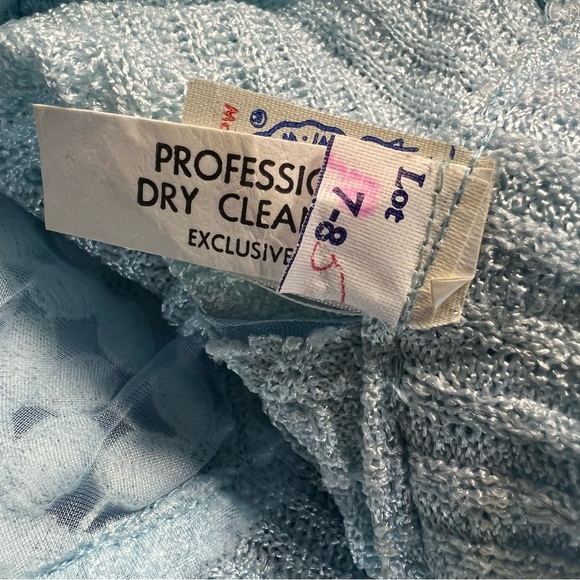 PROFESSIO
DRY CLEA
EXCLUSIVE
Lot
7-8